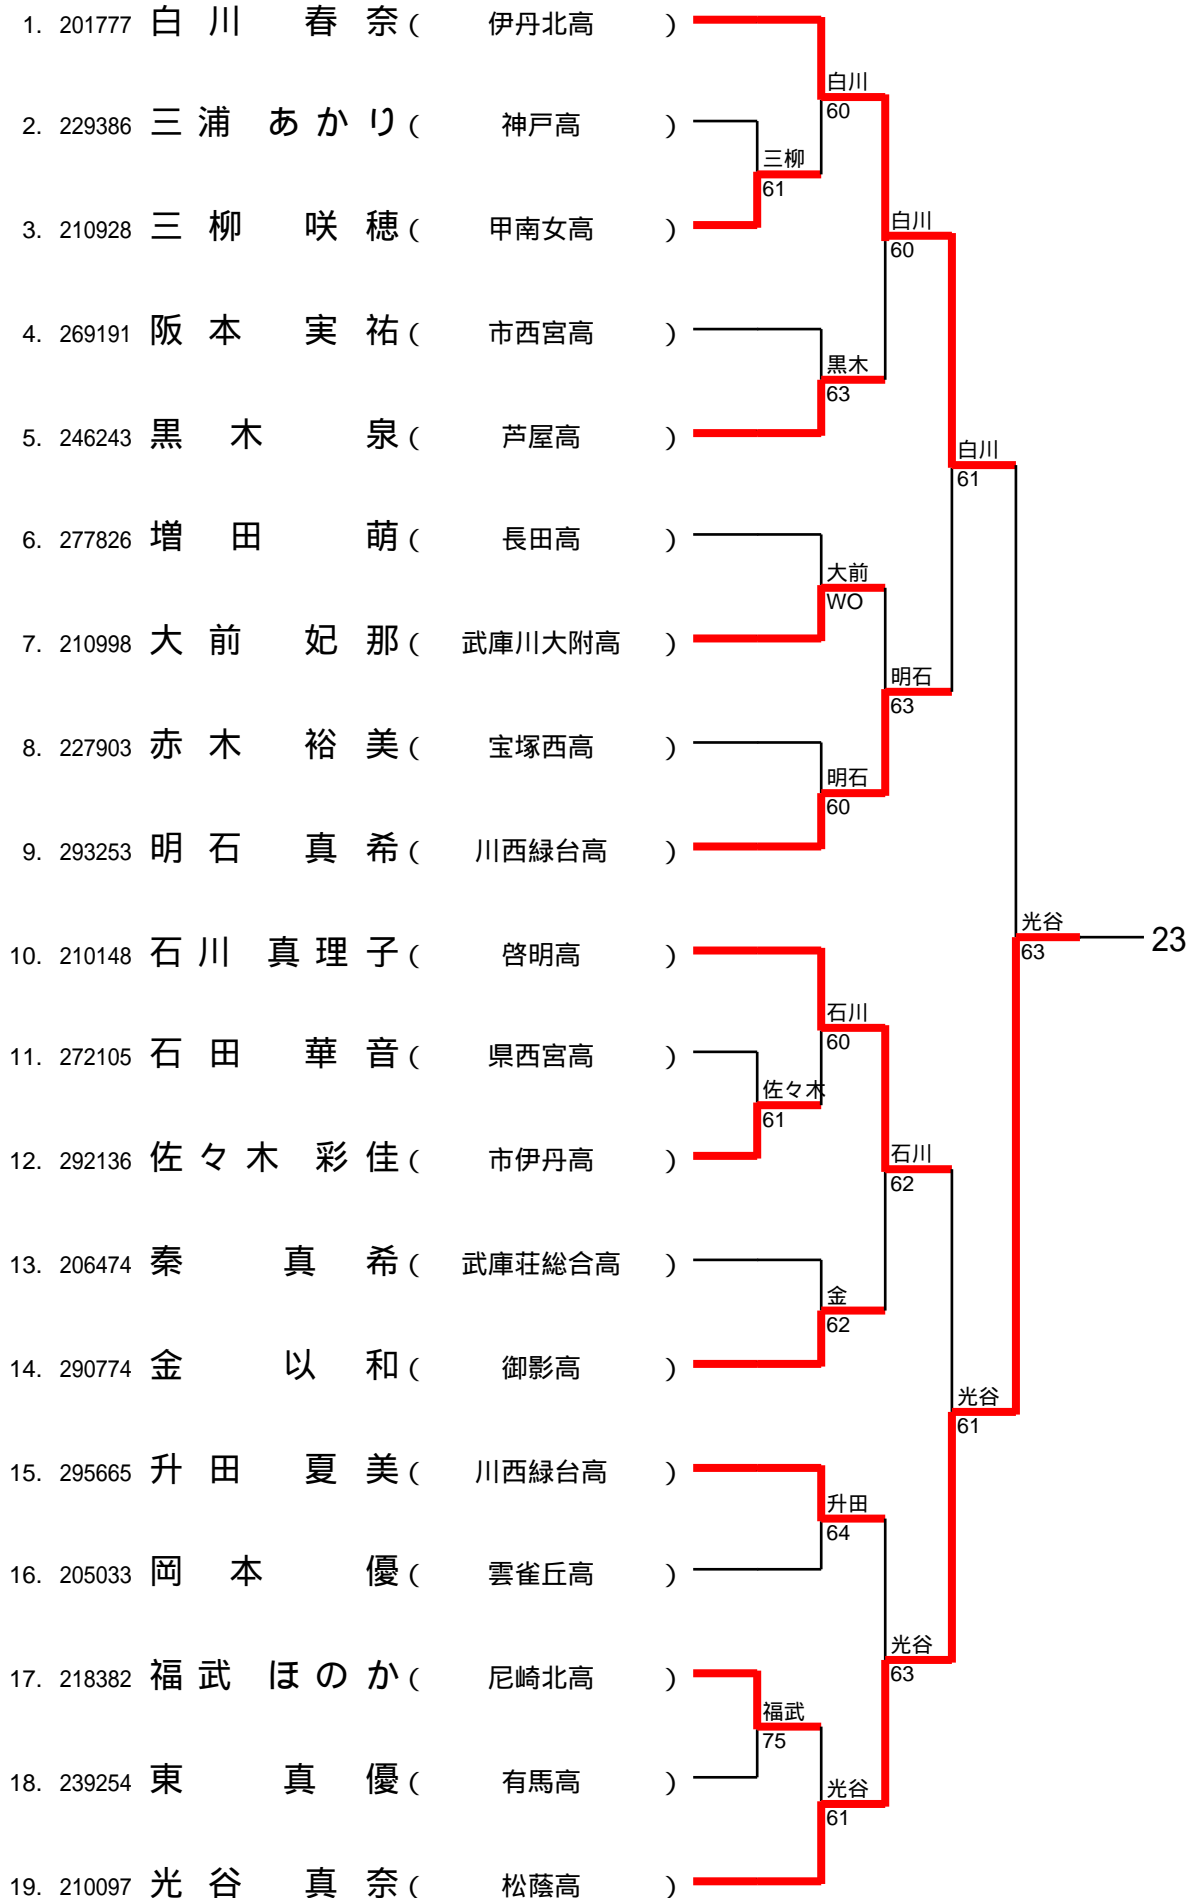 1. 201777 白川 春奈( 伊丹北高 )
白川
60
2. 229386 三浦 あかり( 神戸高 )
三柳
61
3. 210928 三柳 咲穂( 甲南女高 )
白川
60
4. 269191 阪本 実祐( 市西宮高 )
黒木
63
5. 246243 黒木 泉( 芦屋高 )
白川
61
6. 277826 増田 萌( 長田高 )
大前
WO
7. 210998 大前 妃那( 武庫川大附高 )
明石
63
8. 227903 赤木 裕美( 宝塚西高 )
明石
60
9. 293253 明石 真希( 川西緑台高 )
光谷
63
23
10. 210148 石川 真理子( 啓明高 )
石川
60
11. 272105 石田 華音( 県西宮高 )
佐々木
61
12. 292136 佐々木 彩佳( 市伊丹高 )
石川
62
13. 206474 秦 真希( 武庫荘総合高 )
金
62
14. 290774 金 以和( 御影高 )
光谷
61
15. 295665 升田 夏美( 川西緑台高 )
升田
64
16. 205033 岡本 優( 雲雀丘高 )
光谷
63
17. 218382 福武 ほのか( 尼崎北高 )
福武
75
18. 239254 東 真優( 有馬高 )
光谷
61
19. 210097 光谷 真奈( 松蔭高 )